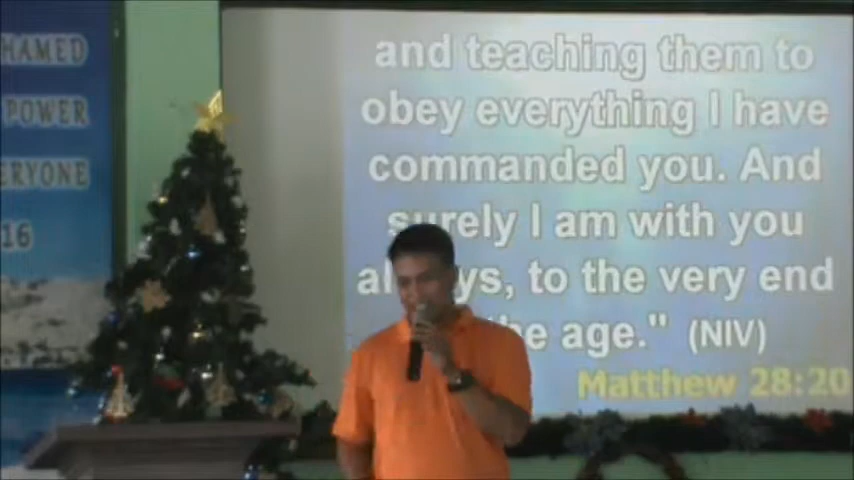 HAMED
POWER
ERYONE
16
and teaching them to
obey everything I have
commanded you. And
surely I am with you
to the very end
the age." (NIV)
Matthew 28:20